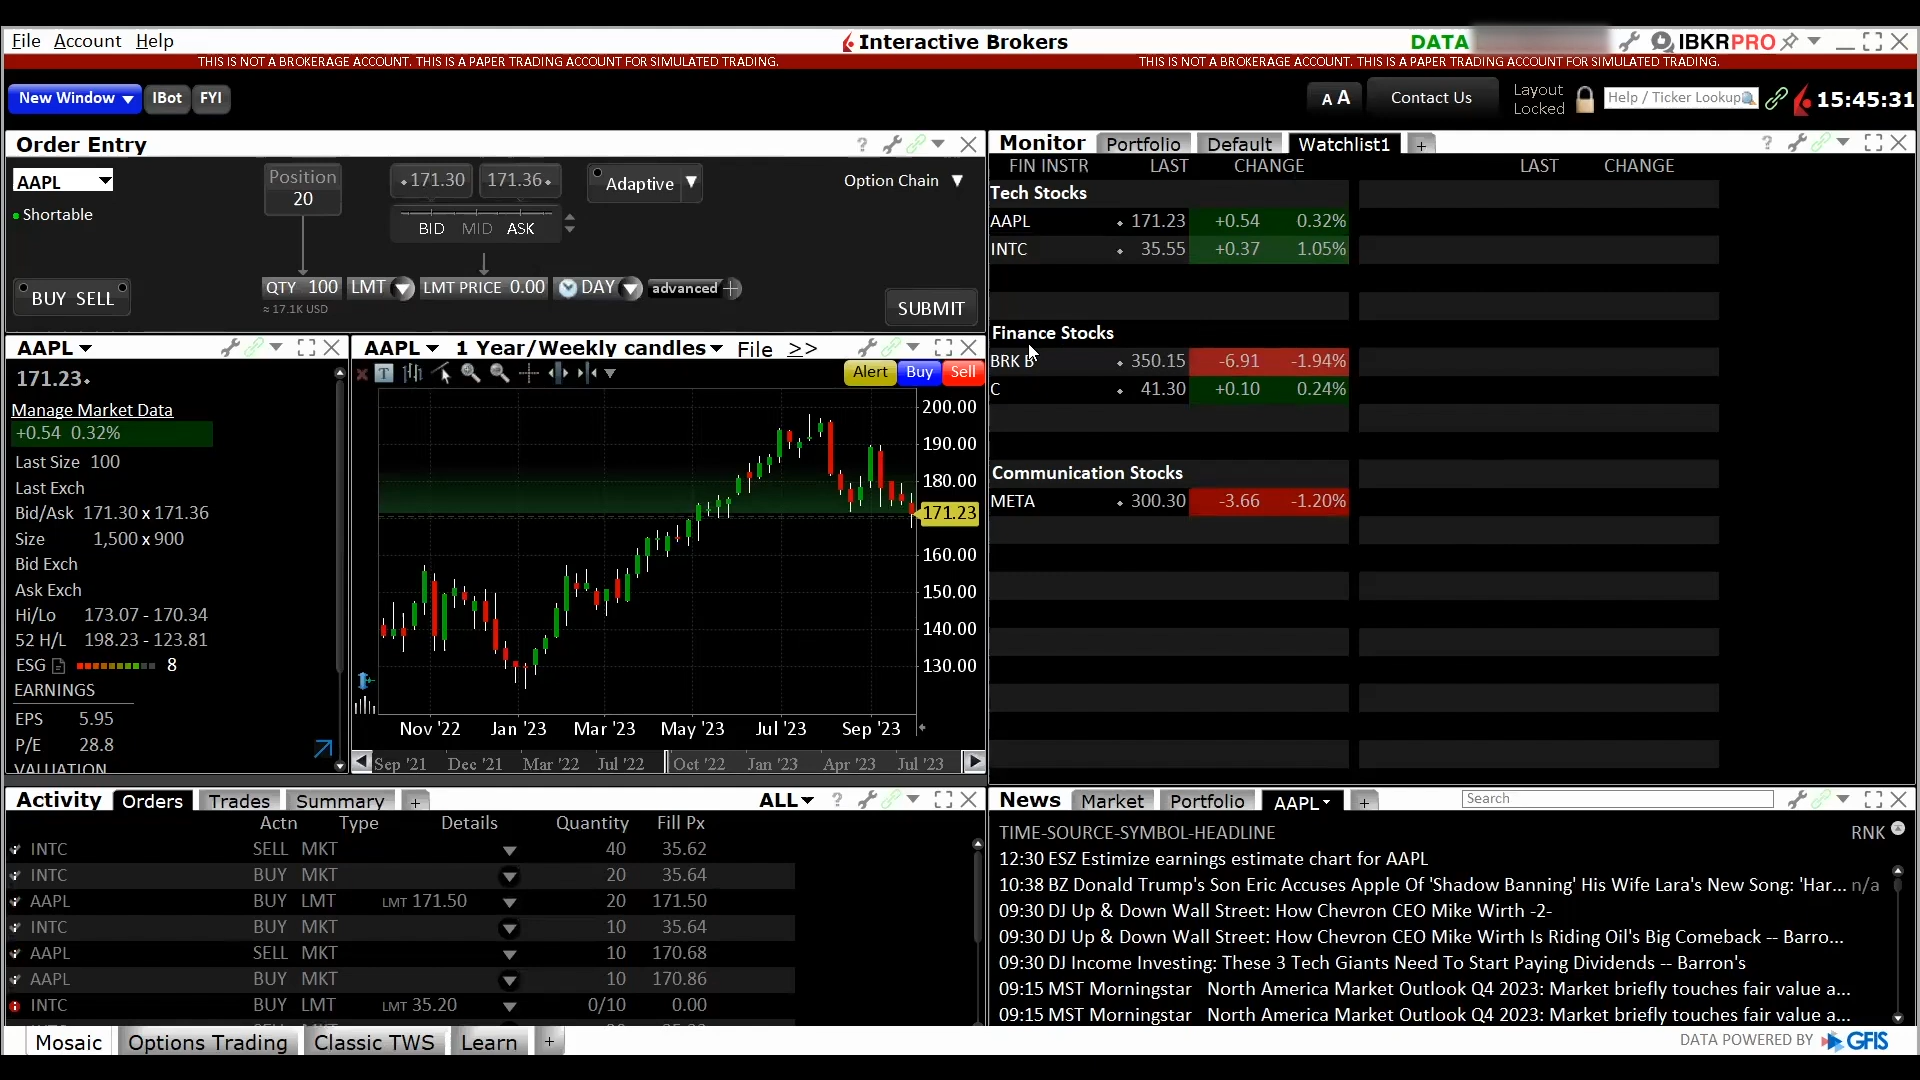 File Account Help
Interactive Brokers
DATA
IBKRPRO
THIS IS NOT A BROKERAGE ACCOUNT. THIS IS A PAPER TRADING ACCOUNT FOR SIMULATED TRADING.
THIS IS NOT A BROKERAGE ACCOUNT. THIS IS A PAPER TRADING ACCOUNT FOR SIMULATED TRADING.
New Window IBot FYI
A A Contact Us Layout Locked Help / Ticker Lookup 15:45:31
Order Entry
AAPL
Shortable
Position
20
171.30 171.36
BID MID ASK
Adaptive
Option Chain
BUY SELL
QTY 100 LMT LMT PRICE 0.00 DAY advanced +
≈ 17.1K USD
SUBMIT
Monitor Portfolio Default Watchlist1 +
FIN INSTR LAST CHANGE LAST CHANGE
Tech Stocks
AAPL 171.23 +0.54 0.32%
INTC 35.55 +0.37 1.05%
Finance Stocks
BRK B 350.15 -6.91 -1.94%
C 41.30 +0.10 0.24%
Communication Stocks
META 300.30 -3.66 -1.20%
AAPL
171.23
Manage Market Data
+0.54 0.32%
Last Size 100
Last Exch
Bid/Ask 171.30 x 171.36
Size 1,500 x 900
Bid Exch
Ask Exch
Hi/Lo 173.07 - 170.34
52 H/L 198.23 - 123.81
ESG 8
EARNINGS
EPS 5.95
P/E 28.8
VALUATION
AAPL 1 Year/Weekly candles File >>
T Alert Buy Sell
200.00
190.00
180.00
171.23
160.00
150.00
140.00
130.00
Nov '22 Jan '23 Mar '23 May '23 Jul '23 Sep '23
Sep '21 Dec '21 Mar '22 Jul '22 Oct '22 Jan '23 Apr '23 Jul '23
Activity Orders Trades Summary + ALL
Actn Type Details Quantity Fill Px
INTC SELL MKT 40 35.62
INTC BUY MKT 20 35.64
AAPL BUY LMT LMT 171.50 20 171.50
INTC BUY MKT 10 35.64
AAPL SELL MKT 10 170.68
AAPL BUY MKT 10 170.86
INTC BUY LMT LMT 35.20 0/10 0.00
News Market Portfolio AAPL + Search
TIME-SOURCE-SYMBOL-HEADLINE RNK
12:30 ESZ Estimize earnings estimate chart for AAPL
10:38 BZ Donald Trump's Son Eric Accuses Apple Of 'Shadow Banning' His Wife Lara's New Song: 'Har... n/a
09:30 DJ Up & Down Wall Street: How Chevron CEO Mike Wirth -2-
09:30 DJ Up & Down Wall Street: How Chevron CEO Mike Wirth Is Riding Oil's Big Comeback -- Barro...
09:30 DJ Income Investing: These 3 Tech Giants Need To Start Paying Dividends -- Barron's
09:15 MST Morningstar North America Market Outlook Q4 2023: Market briefly touches fair value a...
09:15 MST Morningstar North America Market Outlook Q4 2023: Market briefly touches fair value a...
Mosaic Options Trading Classic TWS Learn +
DATA POWERED BY GFIS